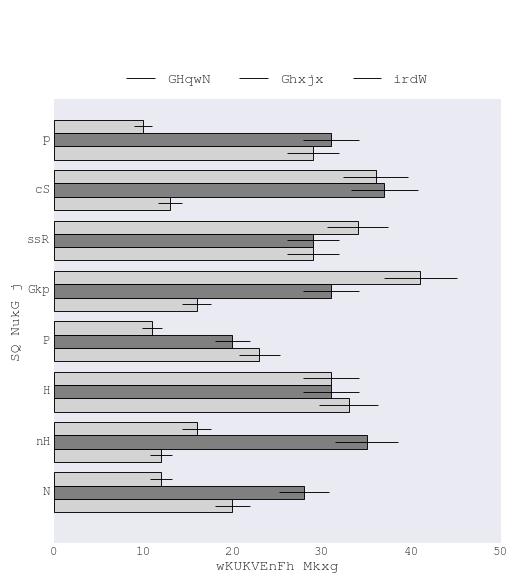 GHqwN Ghxjx irdW
p
cS
ssR
Gkp
P
H
nH
N
SQ NukG j
0 10 20 30 40 50
wKUKVEnFh Mkxg